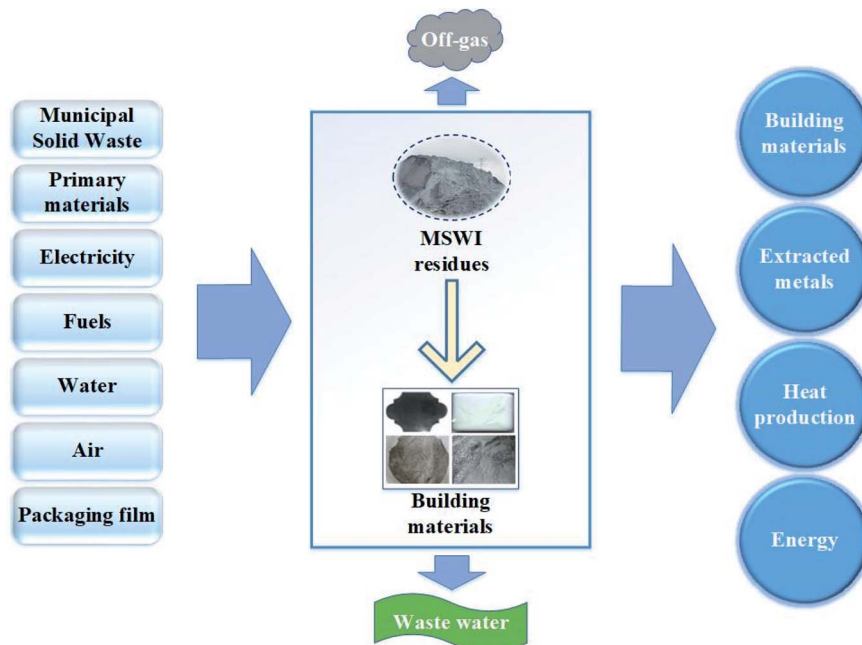 Off-gas
Municipal
Solid Waste
Primary
materials
Electricity
Fuels
Water
Air
Packaging film
MSWI
residues
Building
materials
Waste water
Building
materials
Extracted
metals
Heat
production
Energy